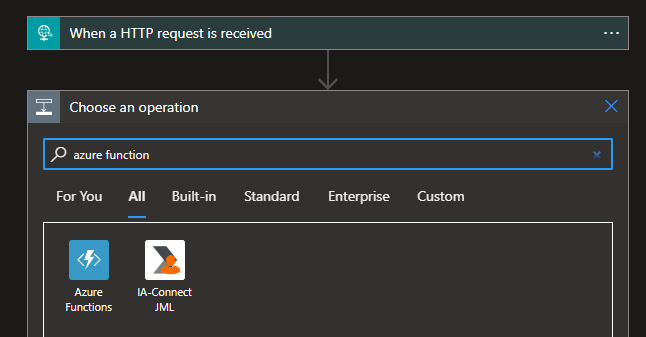 When a HTTP request is received
Choose an operation
azure function
For You All Built-in Standard Enterprise Custom
Azure IA-Connect
Functions JML